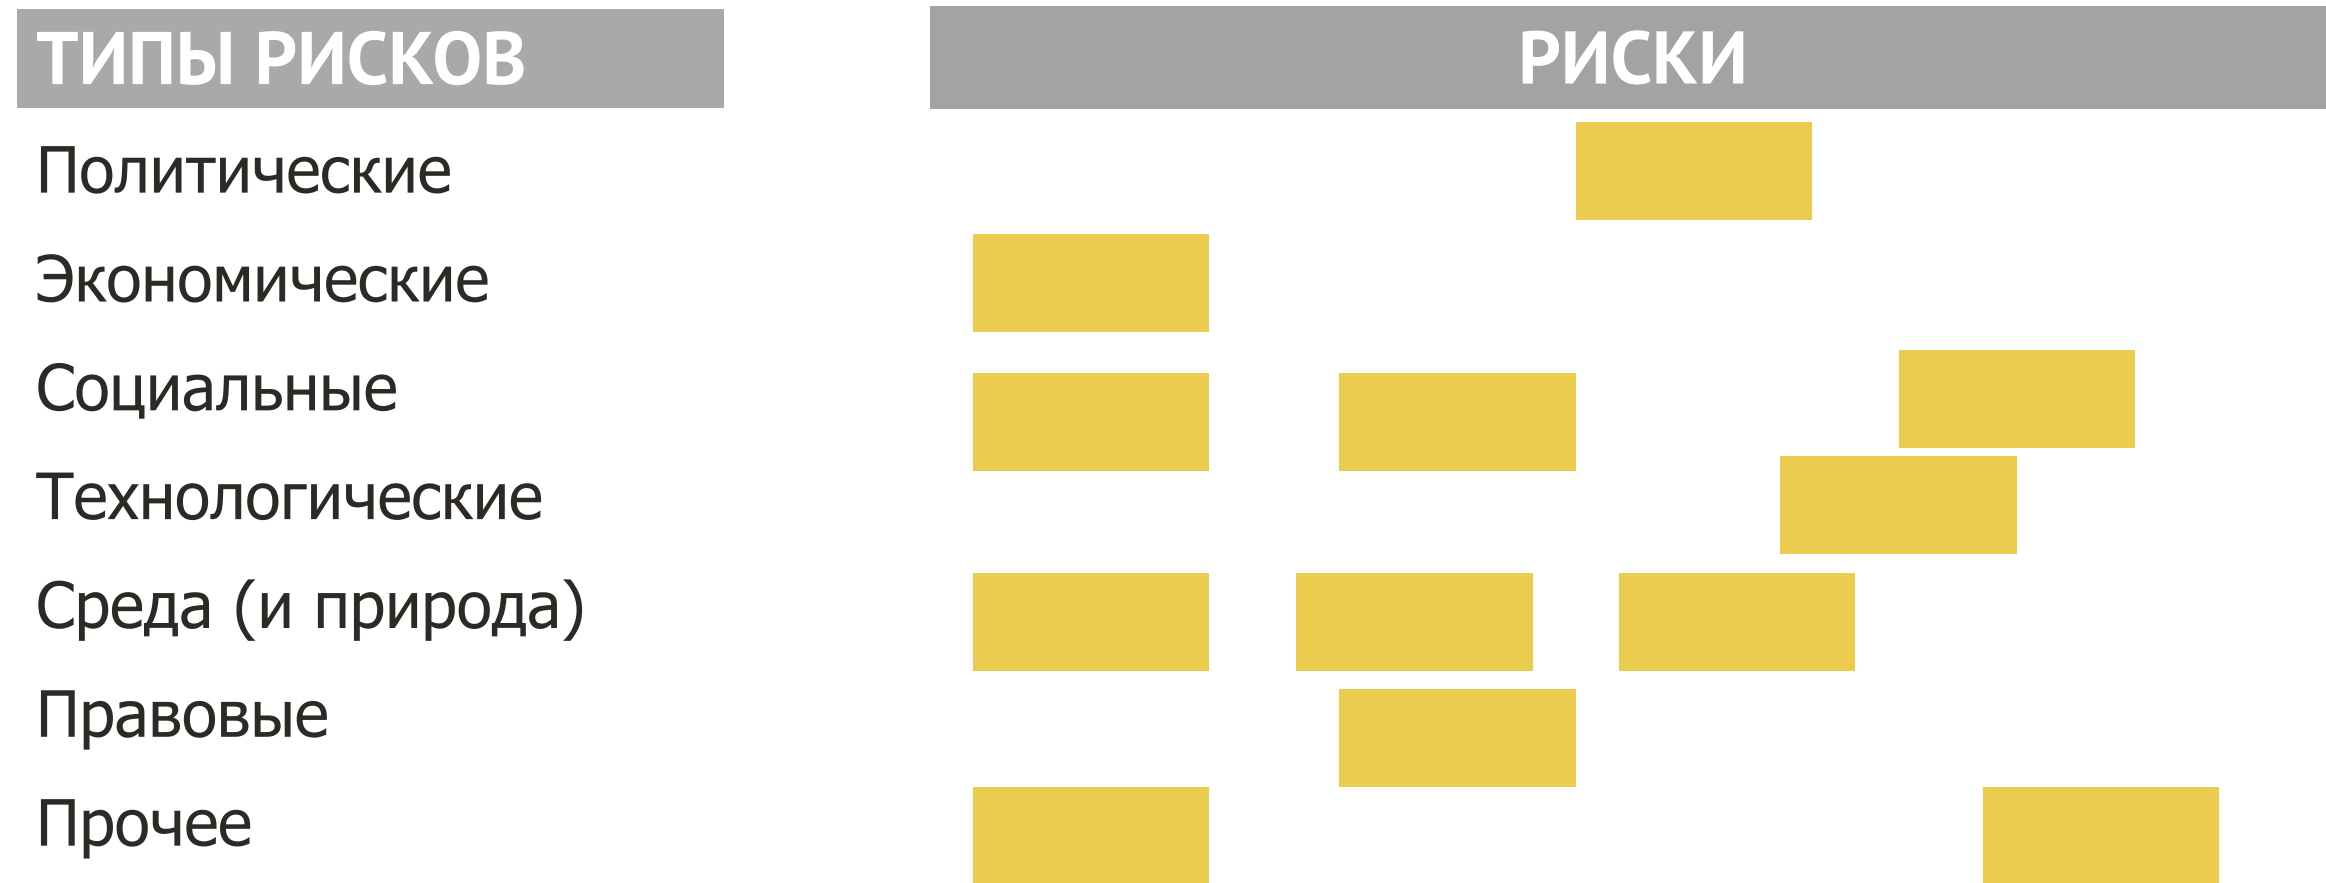 ТИПЫ РИСКОВ
РИСКИ
Политические
Экономические
Социальные
Технологические
Среда (и природа)
Правовые
Прочее